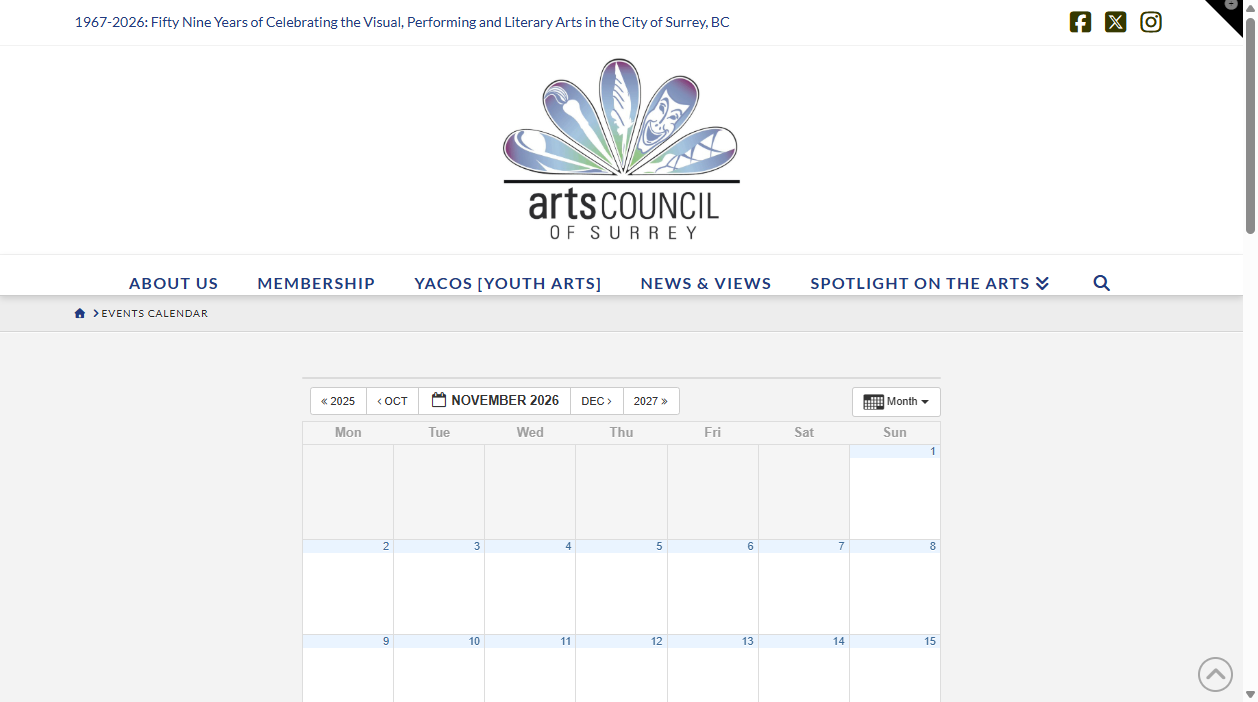 1967-2026: Fifty Nine Years of Celebrating the Visual, Performing and Literary Arts in the City of Surrey, BC
arts COUNCIL
OF SURREY
ABOUT US MEMBERSHIP YACOS [YOUTH ARTS] NEWS & VIEWS SPOTLIGHT ON THE ARTS
EVENTS CALENDAR
2025 OCT NOVEMBER 2026 DEC 2027 Month
Mon Tue Wed Thu Fri Sat Sun
1
2 3 4 5 6 7 8
9 10 11 12 13 14 15